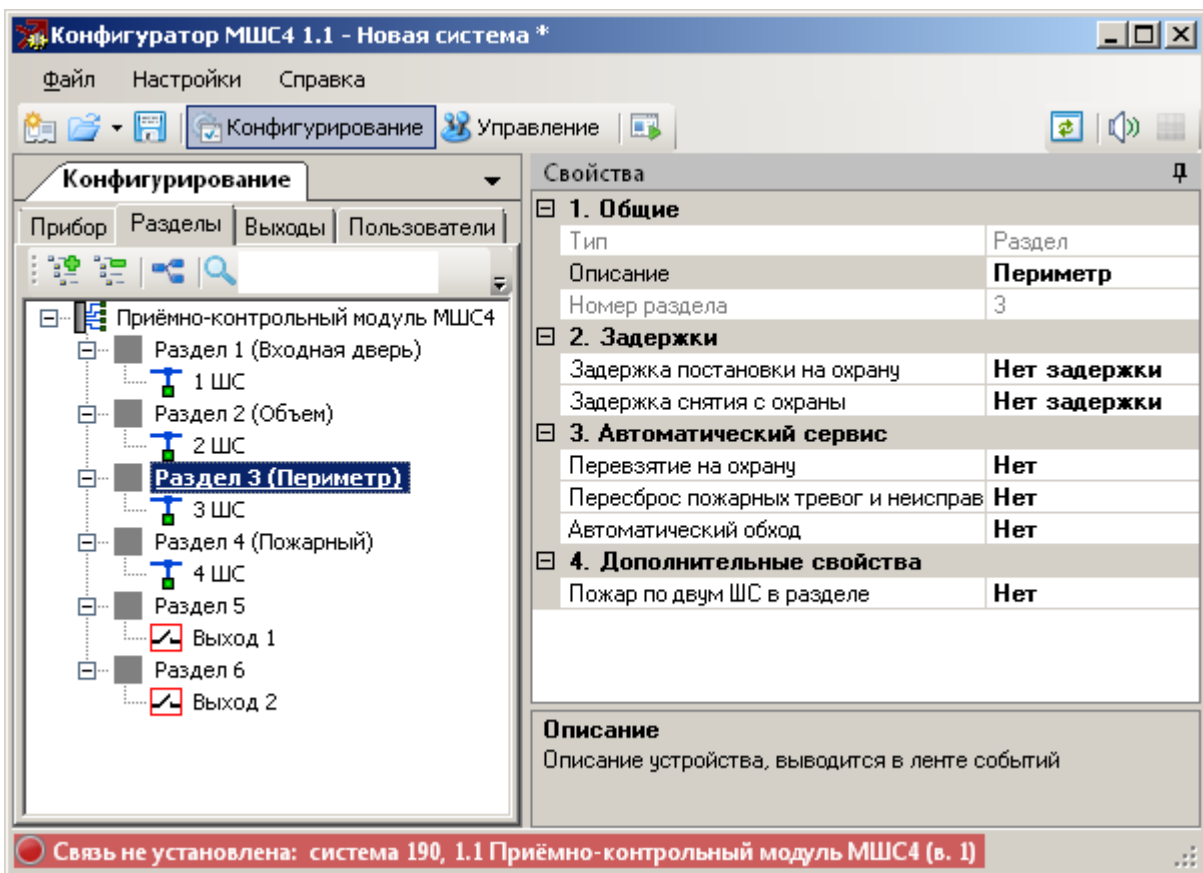 Конфигуратор МШС4 1.1 - Новая система *
Файл Настройки Справка
Конфигурирование Управление
Конфигурирование
Прибор Разделы Выходы Пользователи
Приёмно-контрольный модуль МШС4
Раздел 1 (Входная дверь)
1 ШС
Раздел 2 (Объем)
2 ШС
Раздел 3 (Периметр)
3 ШС
Раздел 4 (Пожарный)
4 ШС
Раздел 5
Выход 1
Раздел 6
Выход 2
Свойства
1. Общие
Тип Раздел
Описание Периметр
Номер раздела 3
2. Задержки
Задержка постановки на охрану Нет задержки
Задержка снятия с охраны Нет задержки
3. Автоматический сервис
Перевзятие на охрану Нет
Пересброс пожарных тревог и неисправ Нет
Автоматический обход Нет
4. Дополнительные свойства
Пожар по двум ШС в разделе Нет
Описание
Описание устройства, выводится в ленте событий
Связь не установлена: система 190, 1.1 Приёмно-контрольный модуль МШС4 (в. 1)